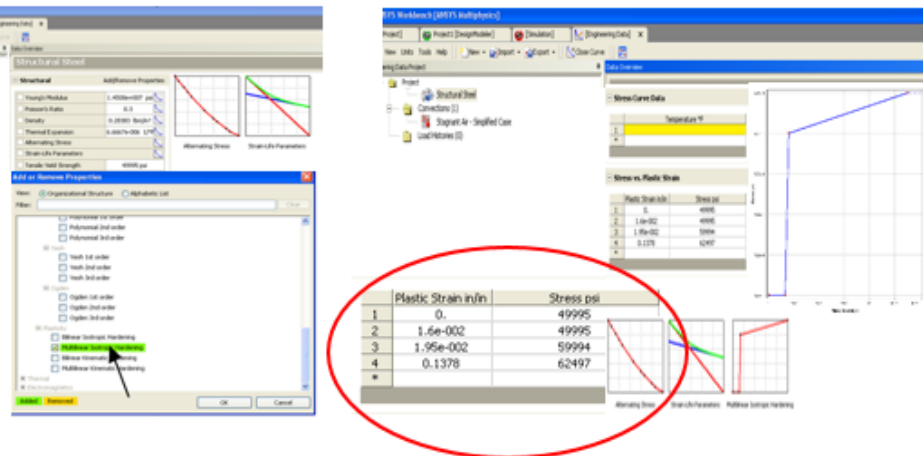 Data Overview
Structural Steel
Structural
Add/Remove Properties
Young's Modulus
Poisson's Ratio
0.3
Density
Thermal Expansion
Alternating Stress
Strain-Life Parameters
Tensile Yield Strength
49995 psi
Alternating Stress
Strain-Life Parameters
Add or Remove Properties
View:
Organizational Structure
Alphabetic List
Filter:
Clear
Polynomial 1st order
Polynomial 2nd order
Polynomial 3rd order
Yeoh
Yeoh 1st order
Yeoh 2nd order
Yeoh 3rd order
Ogden
Ogden 1st order
Ogden 2nd order
Ogden 3rd order
Plasticity
Bilinear Isotropic Hardening
Multilinear Isotropic Hardening
Bilinear Kinematic Hardening
Multilinear Kinematic Hardening
Thermal
Electromagnetics
Added
Removed
OK
Cancel
ANSYS Workbench [ANSYS Multiphysics]
[Project]
[DesignModeler]
[Simulation]
[Engineering Data]
View Units Tools Help
New
Import
Export
Close Curve
Project
Structural Steel
Convections (1)
Stagnant Air - Simplified Case
Load Histories (0)
Data Overview
Stress Curve Data
Temperature °F
1
*
Stress vs. Plastic Strain
Plastic Strain in/in Stress psi
1 0. 49995
2 1.6e-002 49995
3 1.95e-002 59994
4 0.1378 62497
*
Plastic Strain in/in Stress psi
1 0. 49995
2 1.6e-002 49995
3 1.95e-002 59994
4 0.1378 62497
*
Alternating Stress
Strain-Life Parameters
Multilinear Isotropic Hardening